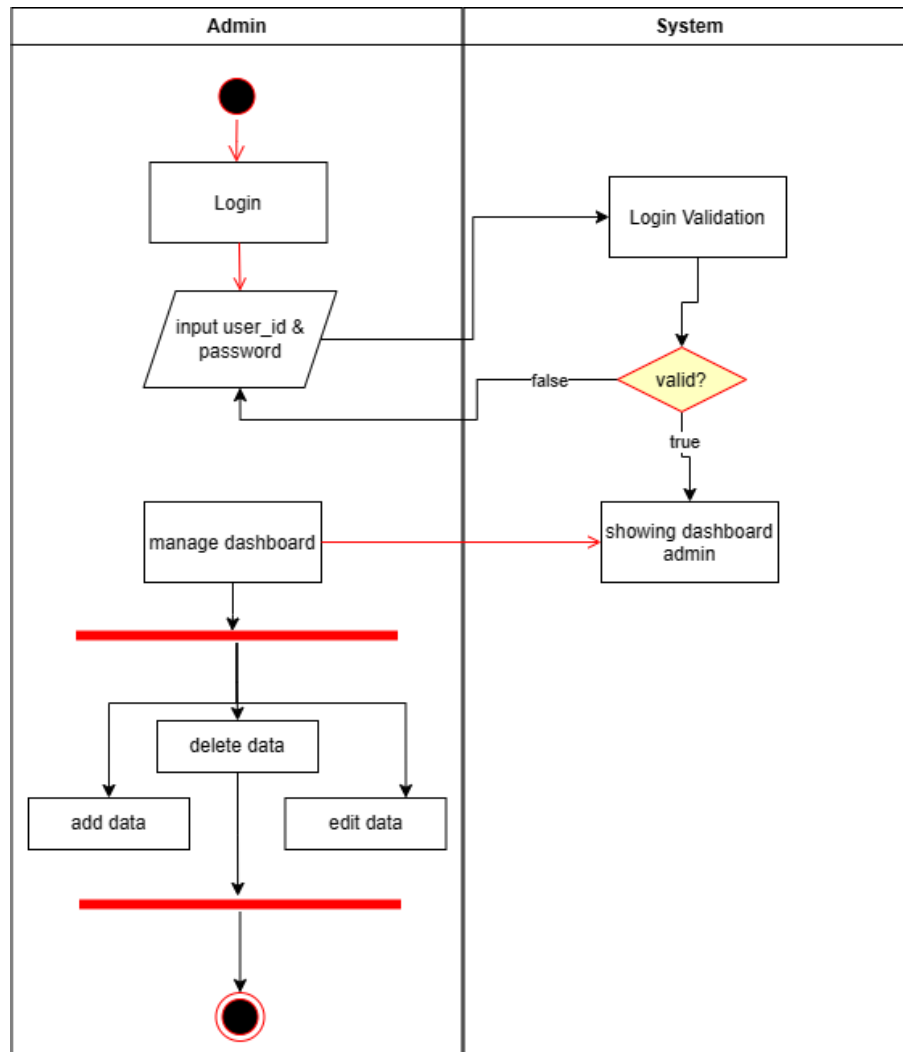 Admin
System
Login
Login Validation
input user_id &
password
valid?
false
true
manage dashboard
showing dashboard
admin
delete data
add data
edit data